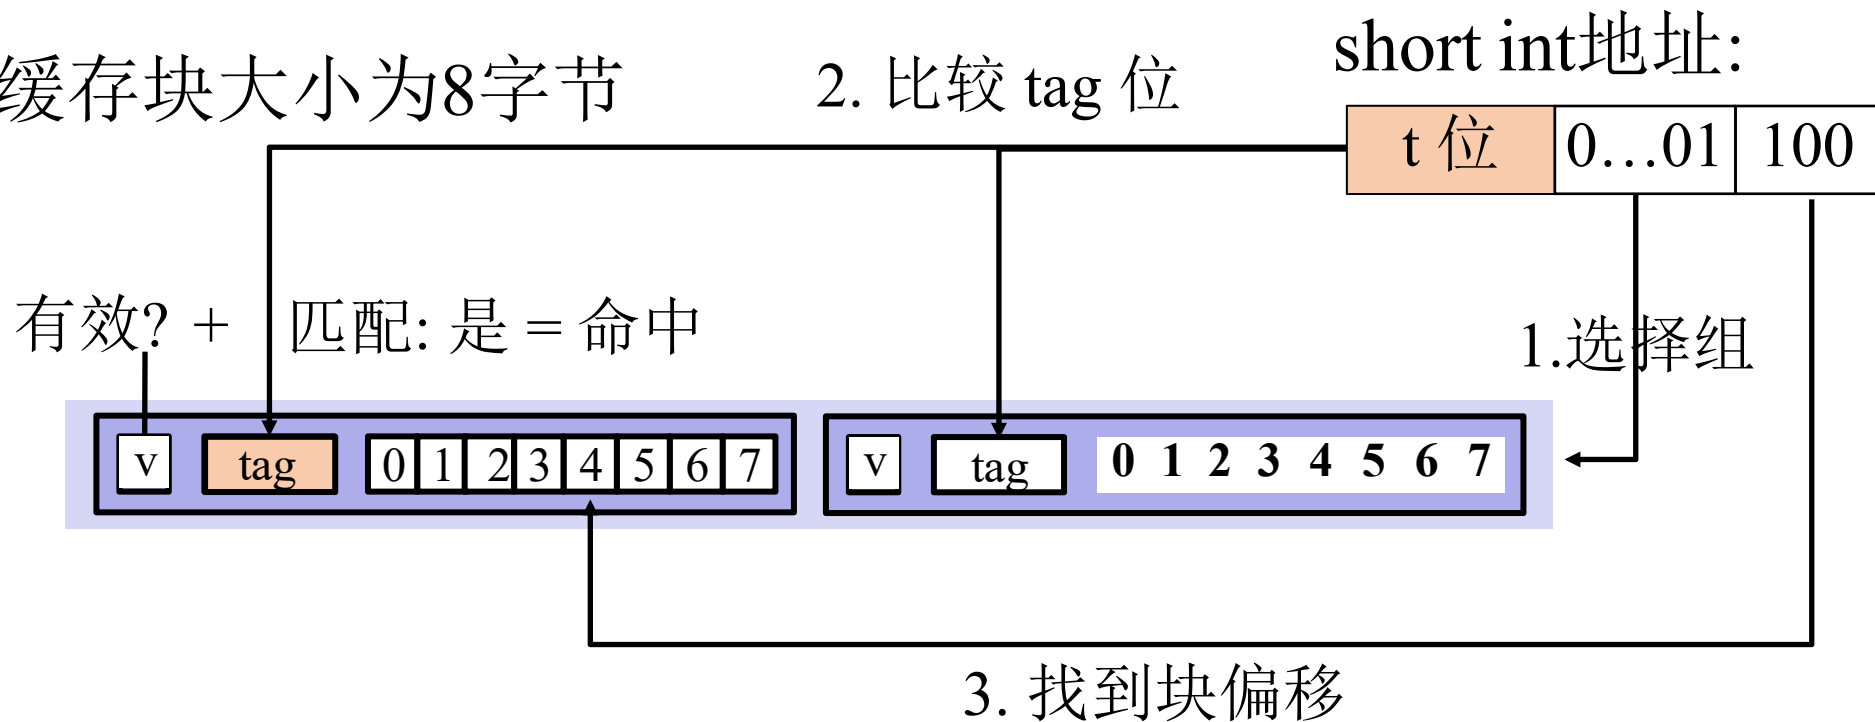 缓存块大小为8字节
2. 比较 tag 位
short int地址:
t 位 0…01 100
有效? + 匹配: 是 = 命中
1.选择组
v tag 0 1 2 3 4 5 6 7
v tag 0 1 2 3 4 5 6 7
3. 找到块偏移